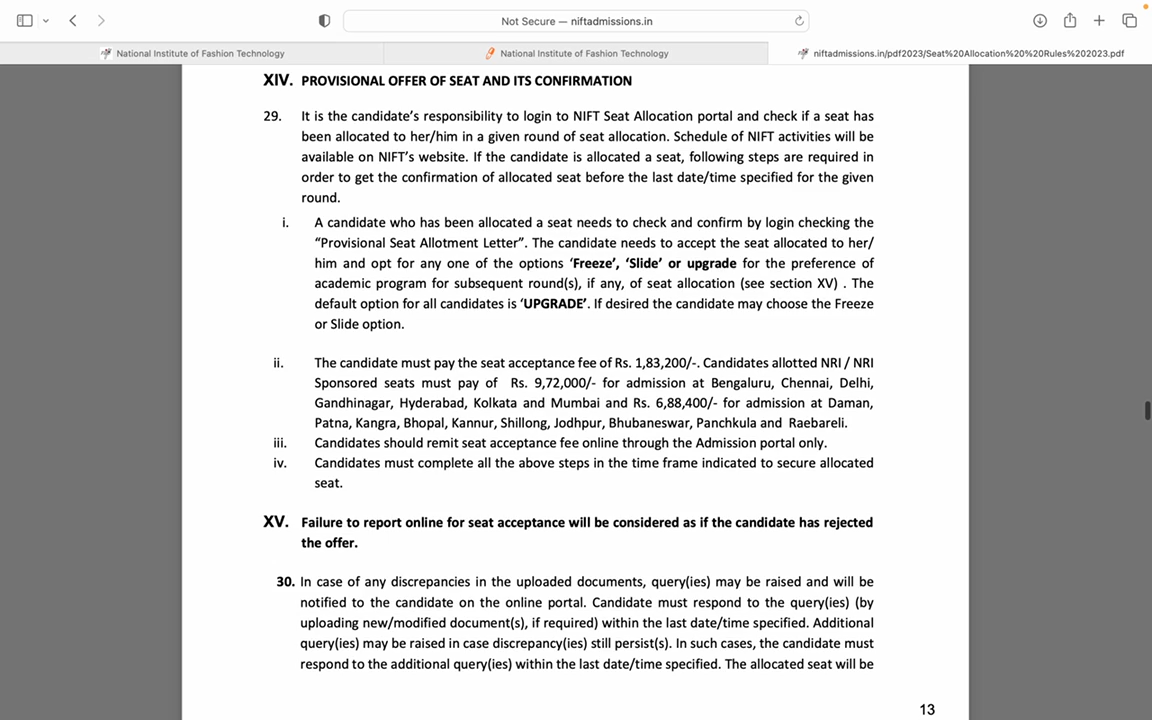 Not Secure — niftadmissions.in
National Institute of Fashion Technology
National Institute of Fashion Technology
niftadmissions.in/pdf2023/Seat%20Allocation%20%20Rules%202023.pdf
XIV. PROVISIONAL OFFER OF SEAT AND ITS CONFIRMATION
29. It is the candidate’s responsibility to login to NIFT Seat Allocation portal and check if a seat has
been allocated to her/him in a given round of seat allocation. Schedule of NIFT activities will be
available on NIFT’s website. If the candidate is allocated a seat, following steps are required in
order to get the confirmation of allocated seat before the last date/time specified for the given
round.
i. A candidate who has been allocated a seat needs to check and confirm by login checking the
“Provisional Seat Allotment Letter”. The candidate needs to accept the seat allocated to her/
him and opt for any one of the options ‘Freeze’, ‘Slide’ or upgrade for the preference of
academic program for subsequent round(s), if any, of seat allocation (see section XV) . The
default option for all candidates is ‘UPGRADE’. If desired the candidate may choose the Freeze
or Slide option.
ii. The candidate must pay the seat acceptance fee of Rs. 1,83,200/-. Candidates allotted NRI / NRI
Sponsored seats must pay of Rs. 9,72,000/- for admission at Bengaluru, Chennai, Delhi,
Gandhinagar, Hyderabad, Kolkata and Mumbai and Rs. 6,88,400/- for admission at Daman,
Patna, Kangra, Bhopal, Kannur, Shillong, Jodhpur, Bhubaneswar, Panchkula and Raebareli.
iii. Candidates should remit seat acceptance fee online through the Admission portal only.
iv. Candidates must complete all the above steps in the time frame indicated to secure allocated
seat.
XV. Failure to report online for seat acceptance will be considered as if the candidate has rejected
the offer.
30. In case of any discrepancies in the uploaded documents, query(ies) may be raised and will be
notified to the candidate on the online portal. Candidate must respond to the query(ies) (by
uploading new/modified document(s), if required) within the last date/time specified. Additional
query(ies) may be raised in case discrepancy(ies) still persist(s). In such cases, the candidate must
respond to the additional query(ies) within the last date/time specified. The allocated seat will be
13